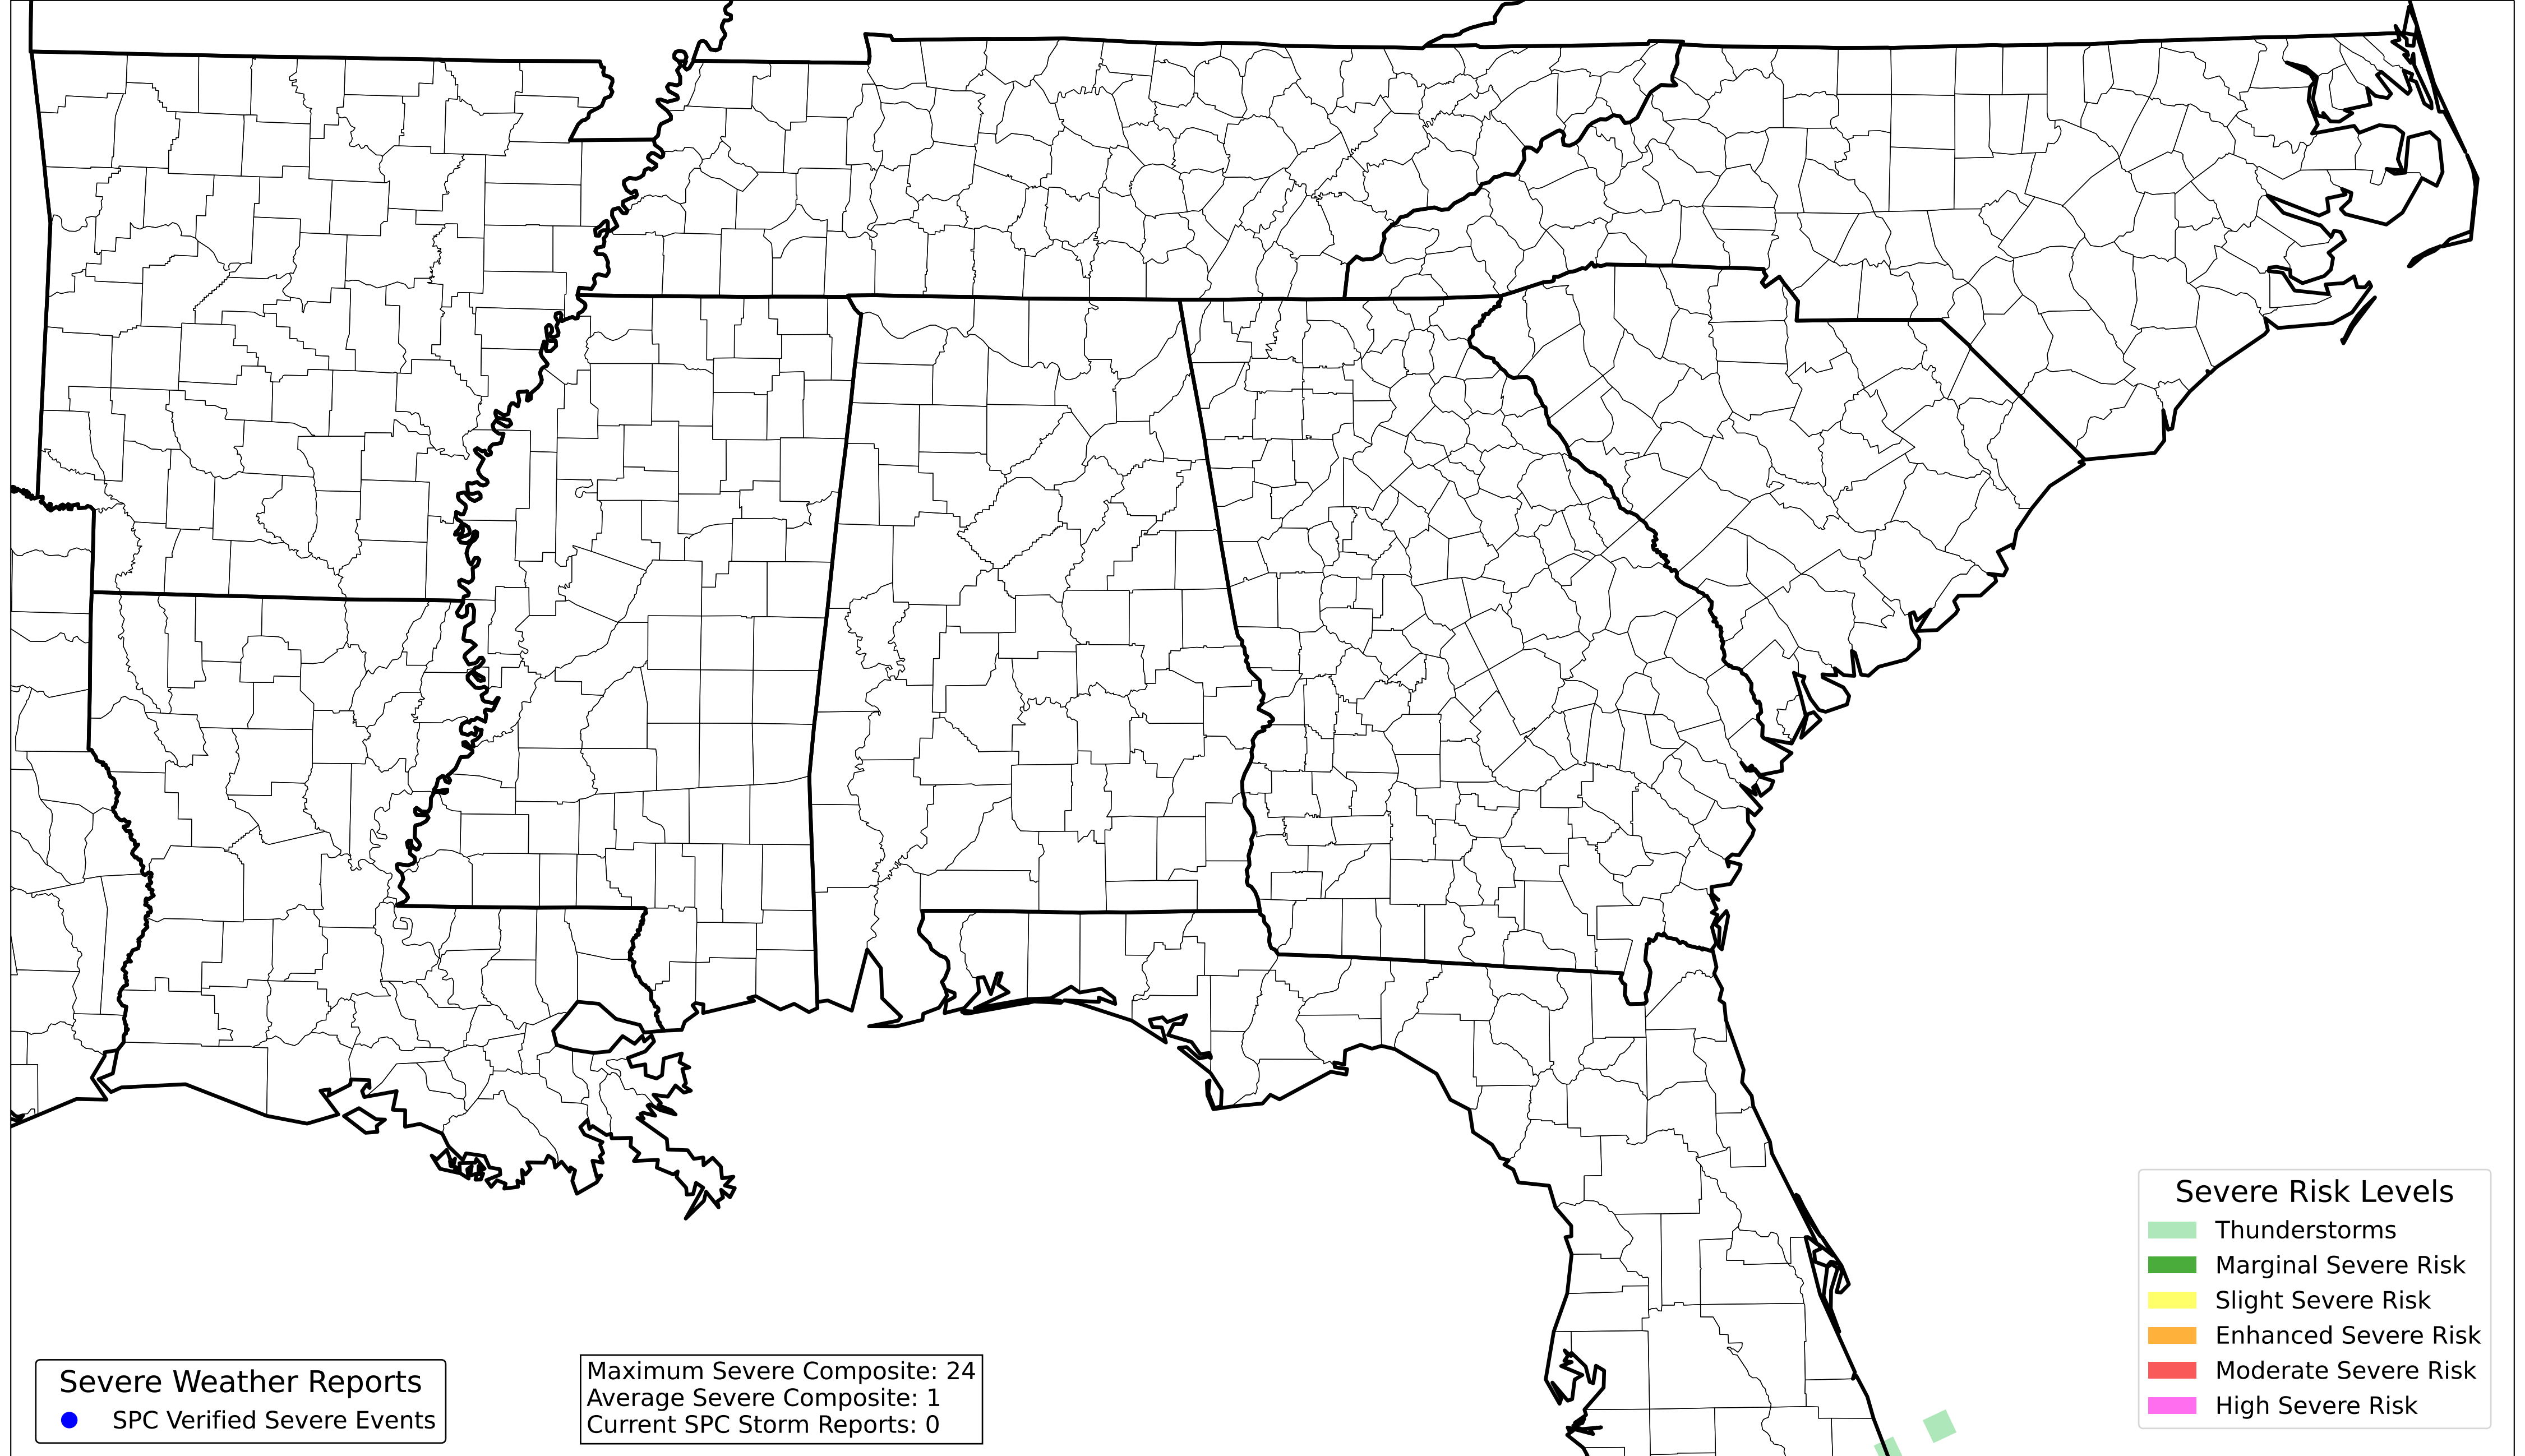 Severe Weather Reports
SPC Verified Severe Events
Maximum Severe Composite: 24
Average Severe Composite: 1
Current SPC Storm Reports: 0
Severe Risk Levels
Thunderstorms
Marginal Severe Risk
Slight Severe Risk
Enhanced Severe Risk
Moderate Severe Risk
High Severe Risk